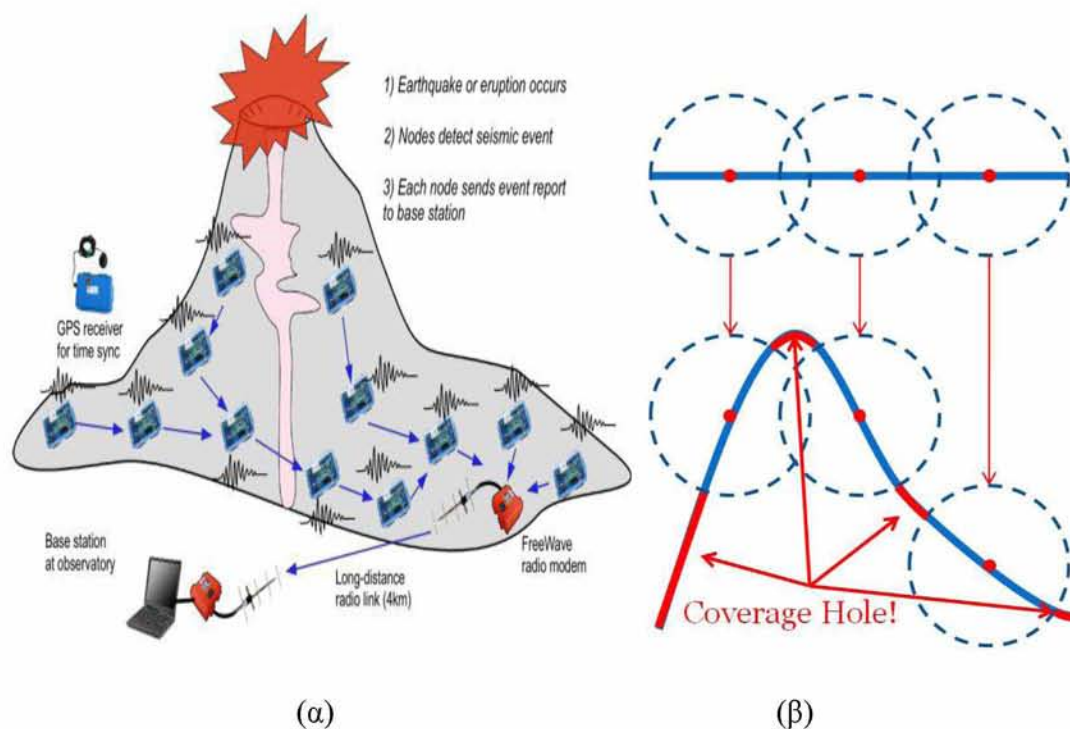 1) Earthquake or eruption occurs
2) Nodes detect seismic event
3) Each node sends event report
to base station
GPS receiver
for time sync
Base station
at observatory
Long-distance
radio link (4km)
FreeWave
radio modem
Coverage Hole!
(α)
(β)